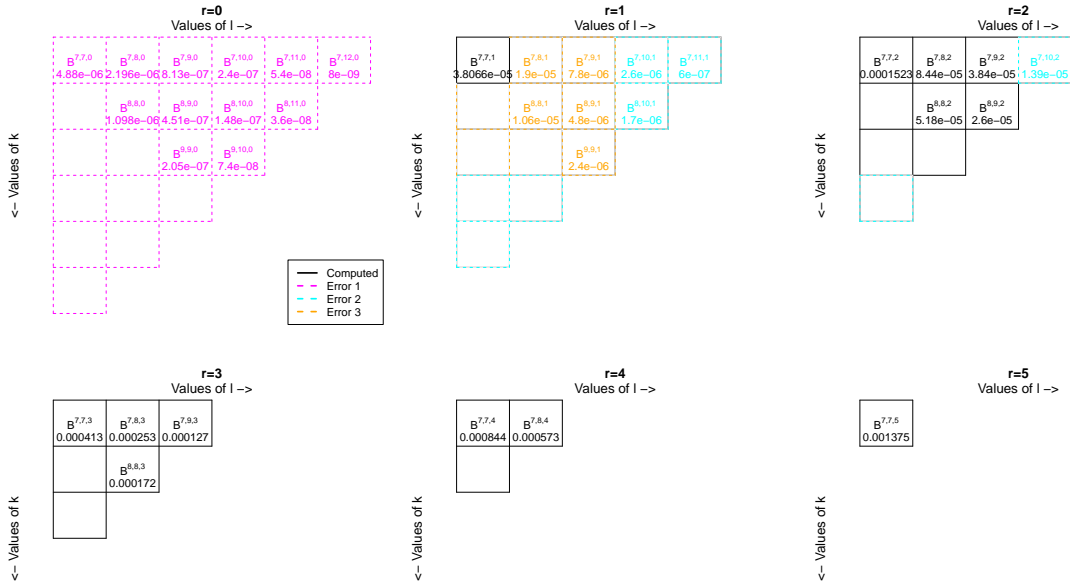 r=0
Values of l −>
<− Values of k
B7,7,0 B7,8,0 B7,9,0 B7,10,0 B7,11,0 B7,12,0
4.88e−06 2.196e−06 8.13e−07 2.4e−07 5.4e−08 8e−09
B8,8,0 B8,9,0 B8,10,0 B8,11,0
1.098e−06 4.51e−07 1.48e−07 3.6e−08
B9,9,0 B9,10,0
2.05e−07 7.4e−08
Computed
Error 1
Error 2
Error 3
r=1
Values of l −>
<− Values of k
B7,7,1 B7,8,1 B7,9,1 B7,10,1 B7,11,1
3.8066e−05 1.9e−05 7.8e−06 2.6e−06 6e−07
B8,8,1 B8,9,1 B8,10,1
1.06e−05 4.8e−06 1.7e−06
B9,9,1
2.4e−06
r=2
Values of l −>
<− Values of k
B7,7,2 B7,8,2 B7,9,2 B7,10,2
0.0001523 8.44e−05 3.84e−05 1.39e−05
B8,8,2 B8,9,2
5.18e−05 2.6e−05
r=3
Values of l −>
<− Values of k
B7,7,3 B7,8,3 B7,9,3
0.000413 0.000253 0.000127
B8,8,3
0.000172
r=4
Values of l −>
<− Values of k
B7,7,4 B7,8,4
0.000844 0.000573
r=5
Values of l −>
<− Values of k
B7,7,5
0.001375